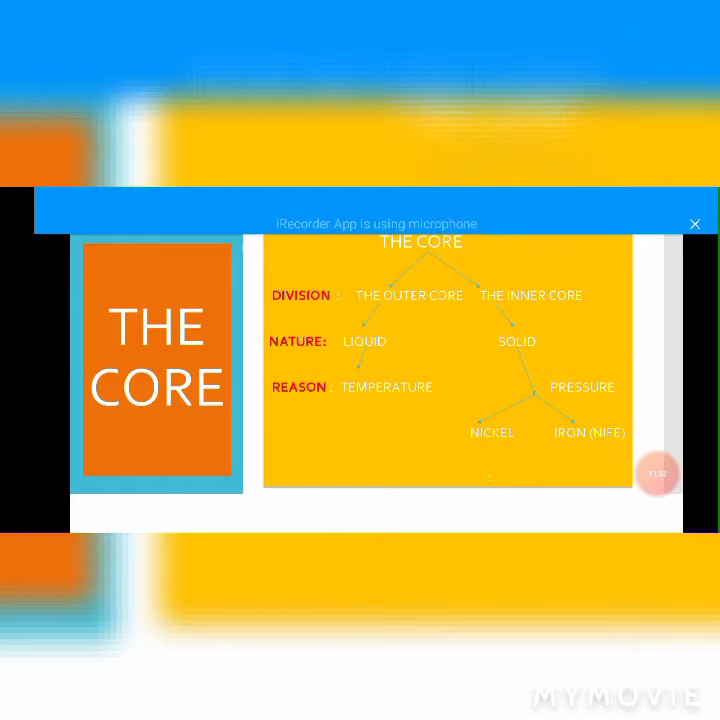 iRecorder App is using microphone
THE
CORE
THE CORE
DIVISION : THE OUTER CORE THE INNER CORE
NATURE: LIQUID SOLID
REASON : TEMPERATURE PRESSURE
NICKEL IRON (NIFE)
MYMOVIE